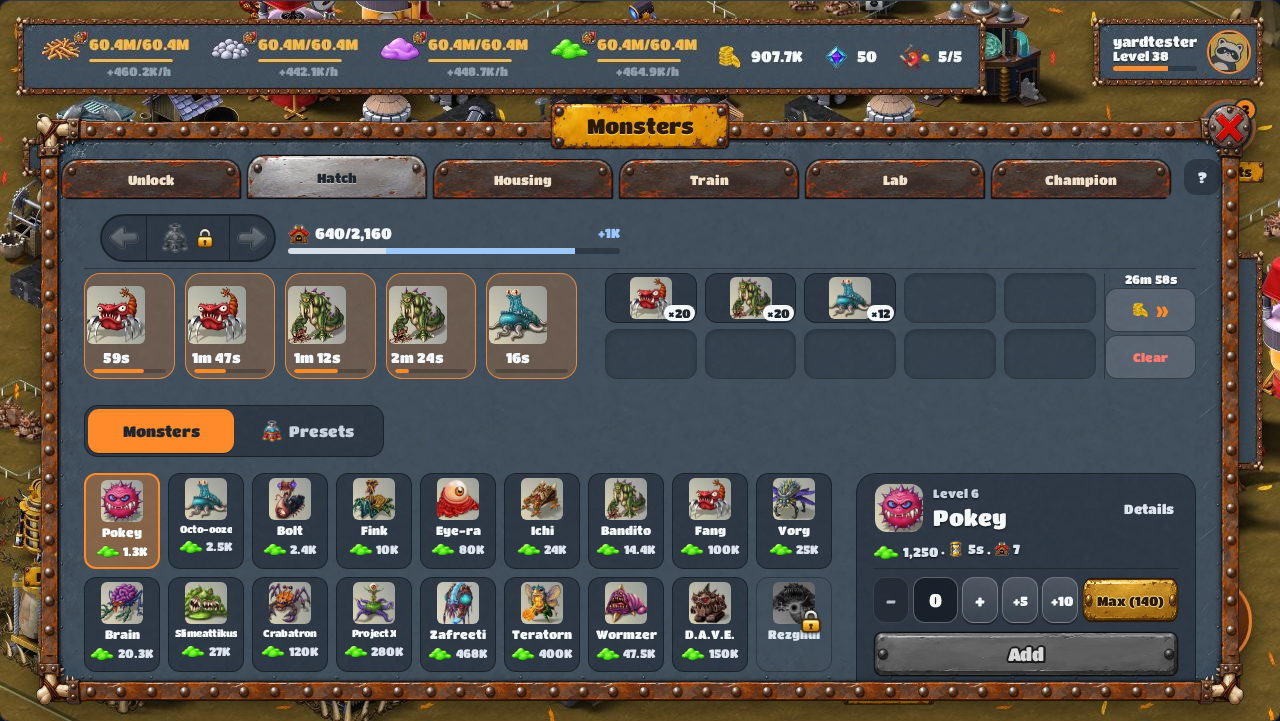 60.4M/60.4M
+460.2K/h
60.4M/60.4M
+442.1K/h
60.4M/60.4M
+448.7K/h
60.4M/60.4M
+464.9K/h
907.7K
50
5/5
yardtester
Level 38
Monsters
Unlock
Hatch
Housing
Train
Lab
Champion
?
640/2,160
+1K
59s
1m 47s
1m 12s
2m 24s
16s
×20
×20
×12
26m 58s
Clear
Monsters
Presets
Pokey
1.3K
Octo-ooze
2.5K
Bolt
2.4K
Fink
10K
Eye-ra
80K
Ichi
24K
Bandito
14.4K
Fang
100K
Vorg
25K
Brain
20.3K
Slimeattikus
27K
Crabatron
120K
Project X
280K
Zafreeti
468K
Teratorn
400K
Wormzer
47.5K
D.A.V.E.
150K
Rezghul
Level 6
Pokey
Details
1,250 · 5s · 7
-
0
+
+5
+10
Max (140)
Add